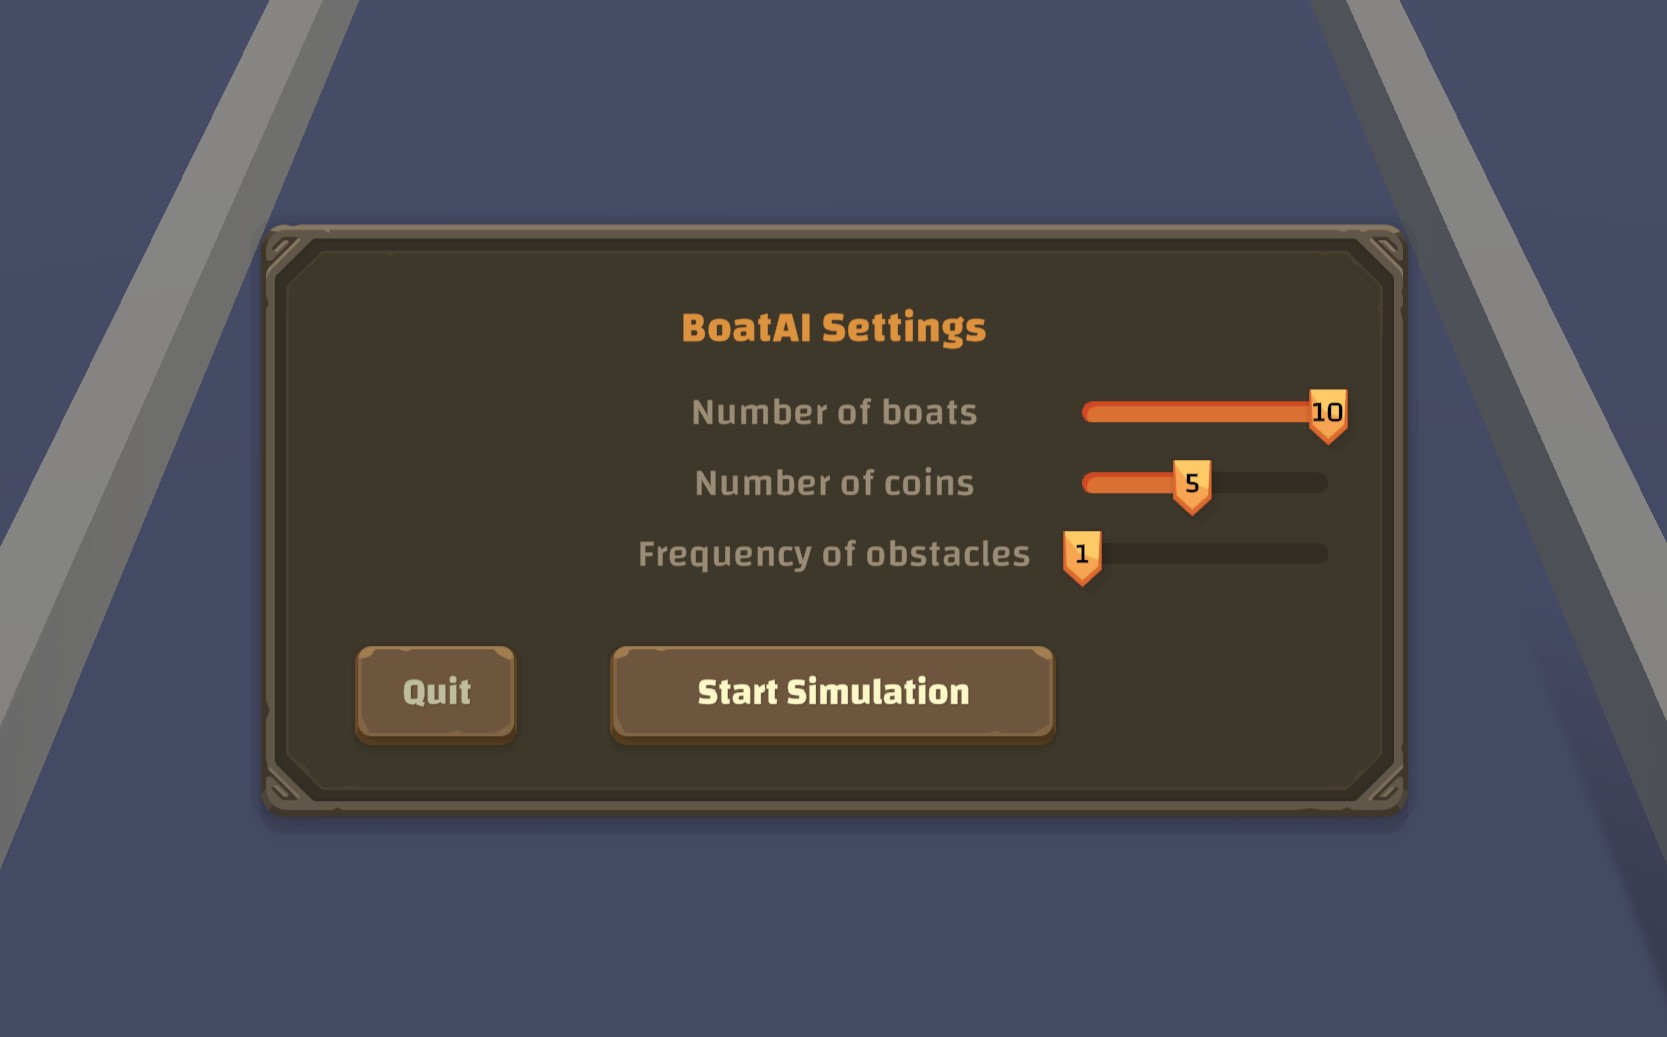 BoatAI Settings
Number of boats 10
Number of coins 5
Frequency of obstacles 1
Quit Start Simulation